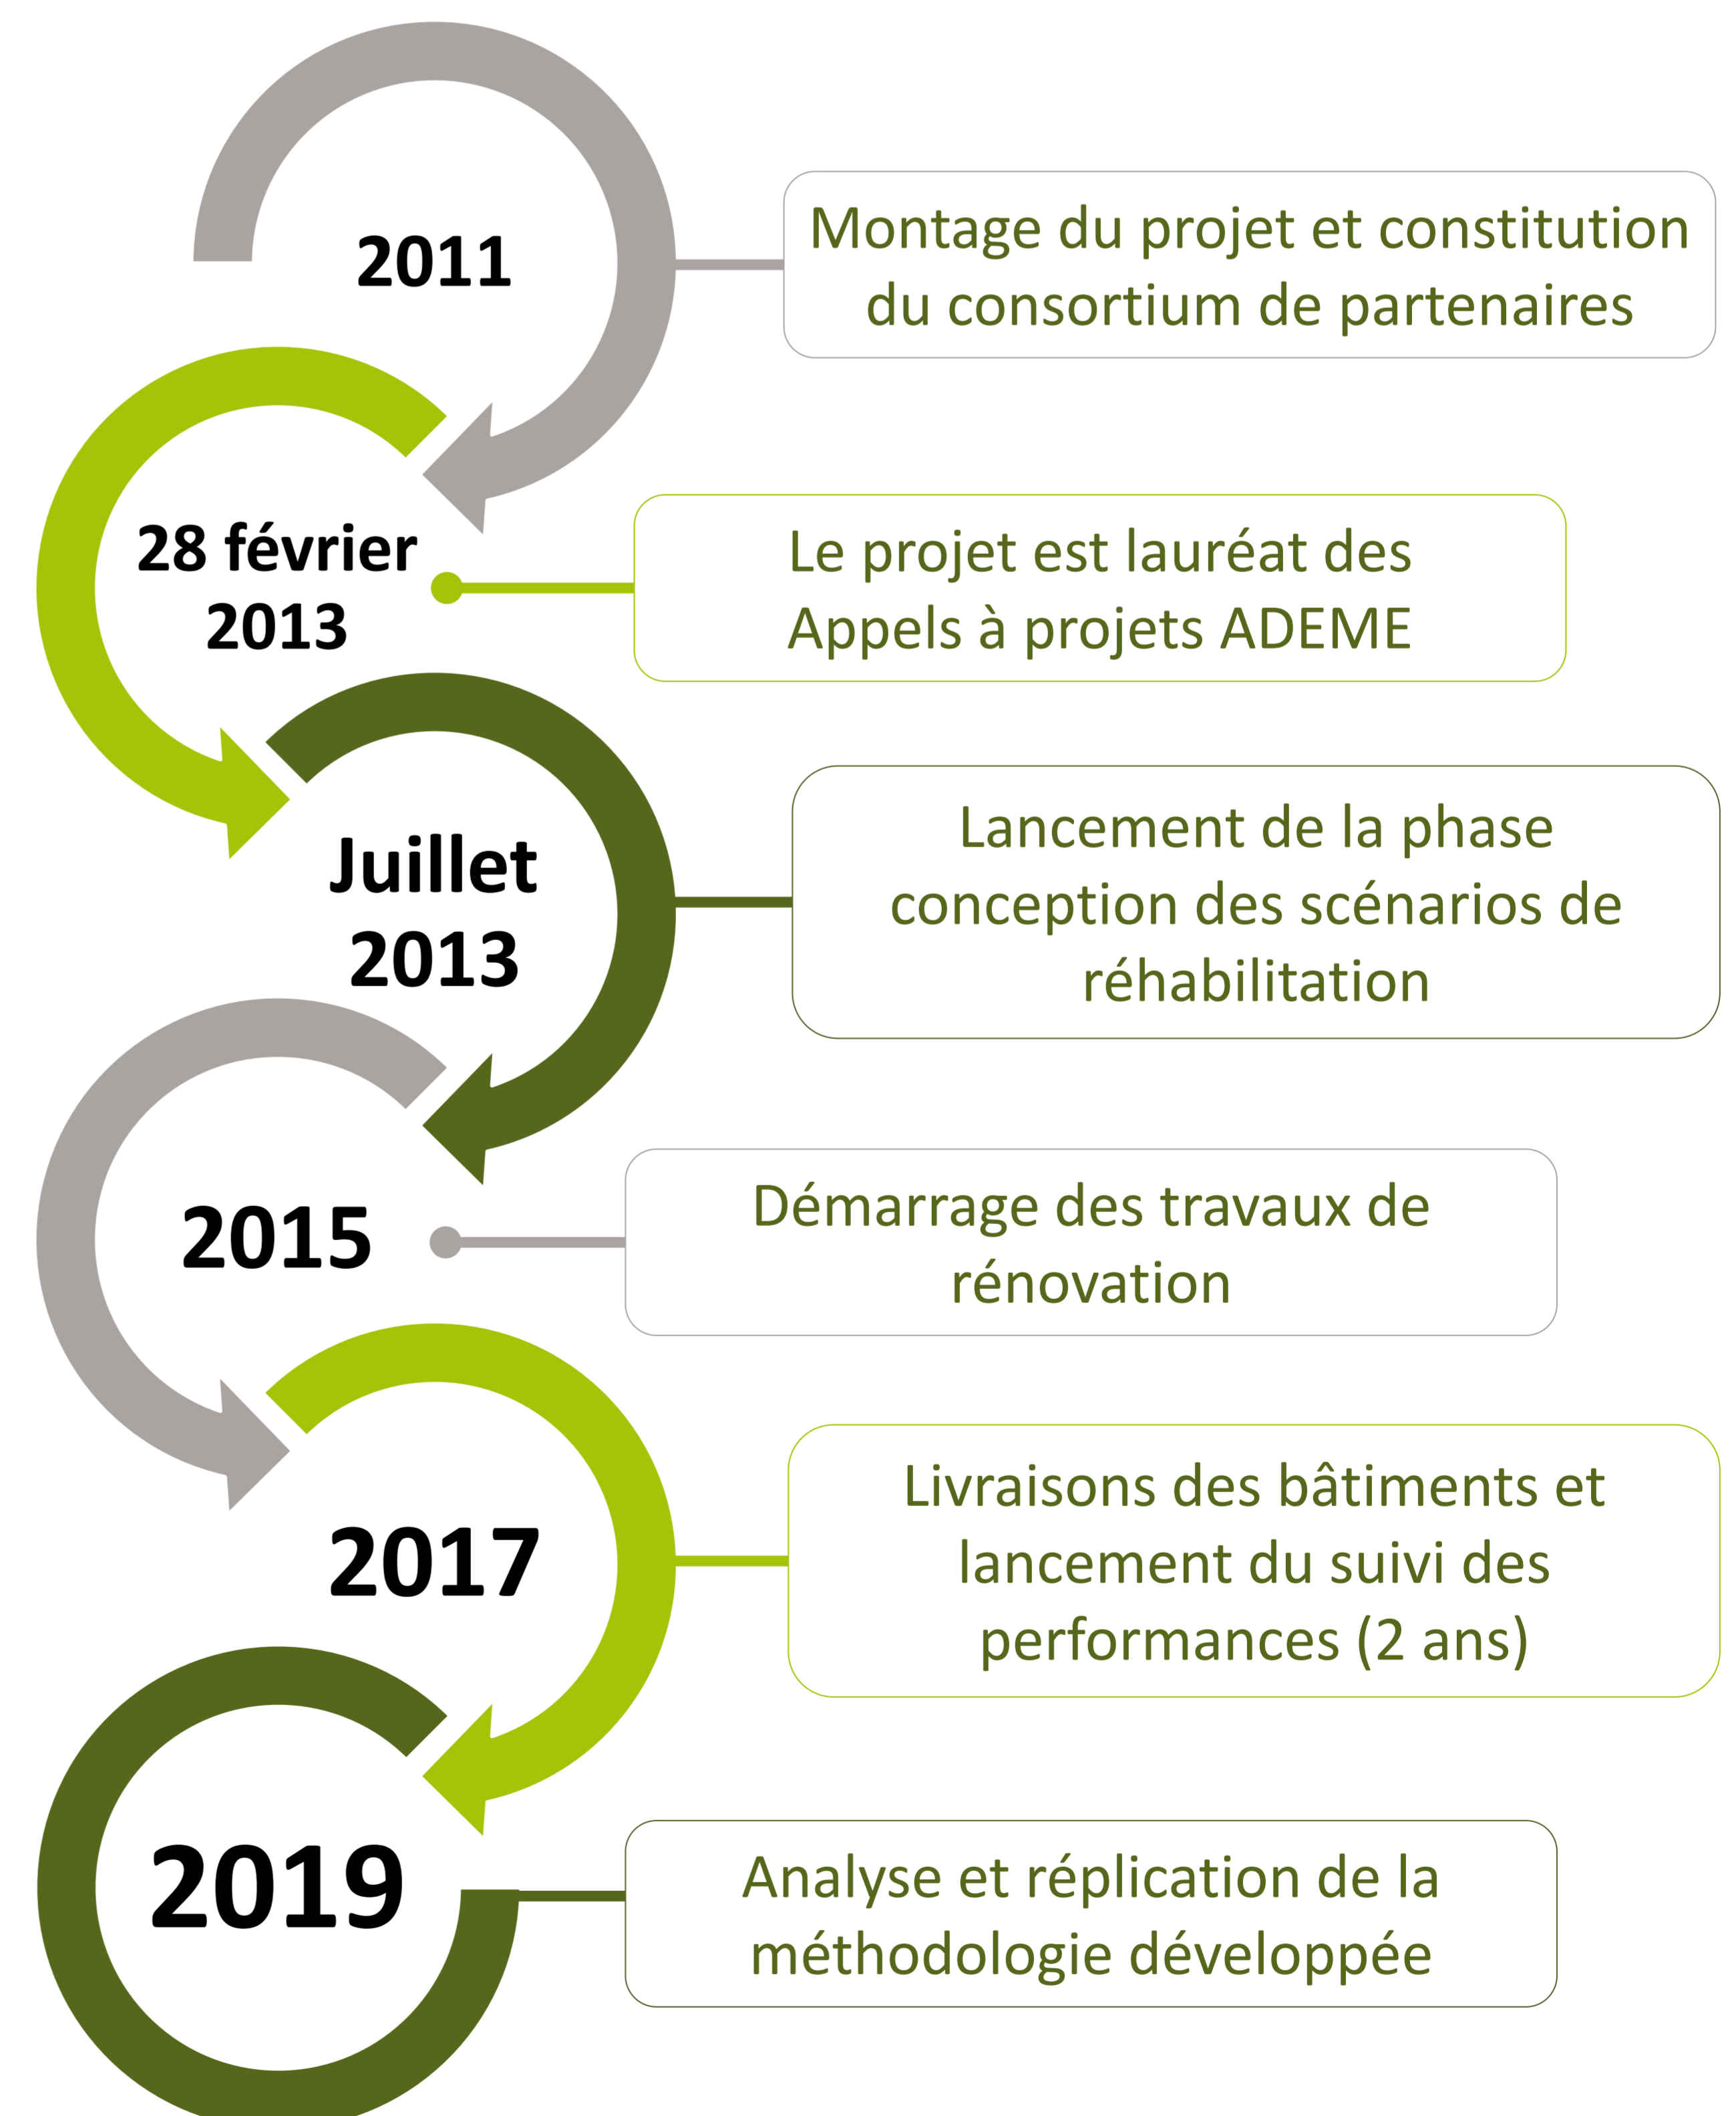 2011
Montage du projet et constitution
du consortium de partenaires
28 février
2013
Le projet est lauréat des
Appels à projets ADEME
Juillet
2013
Lancement de la phase
conception des scénarios de
réhabilitation
2015
Démarrage des travaux de
rénovation
2017
Livraisons des bâtiments et
lancement du suivi des
performances (2 ans)
2019
Analyse et réplication de la
méthodologie développée